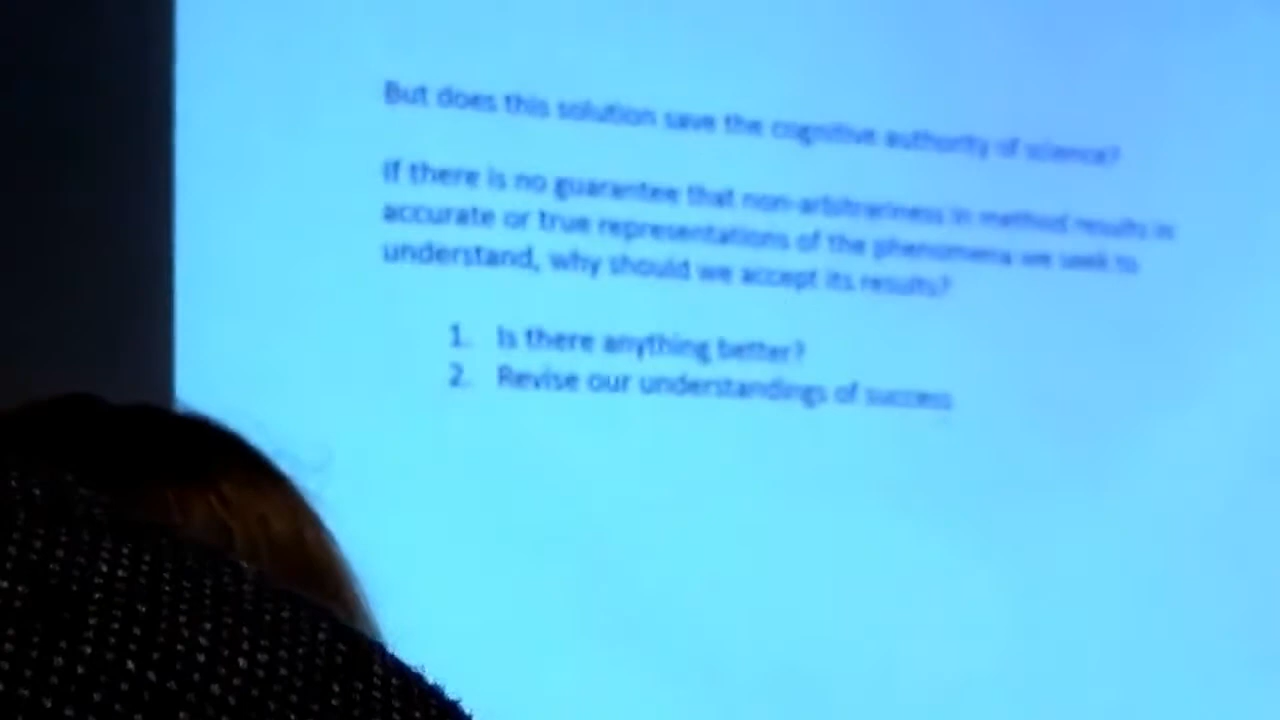 But does this solution save the cognitive authority of science?
If there is no guarantee that non-arbitrariness in method results in
accurate or true representations of the phenomena we seek to
understand, why should we accept its results?
1. Is there anything better?
2. Revise our understandings of success